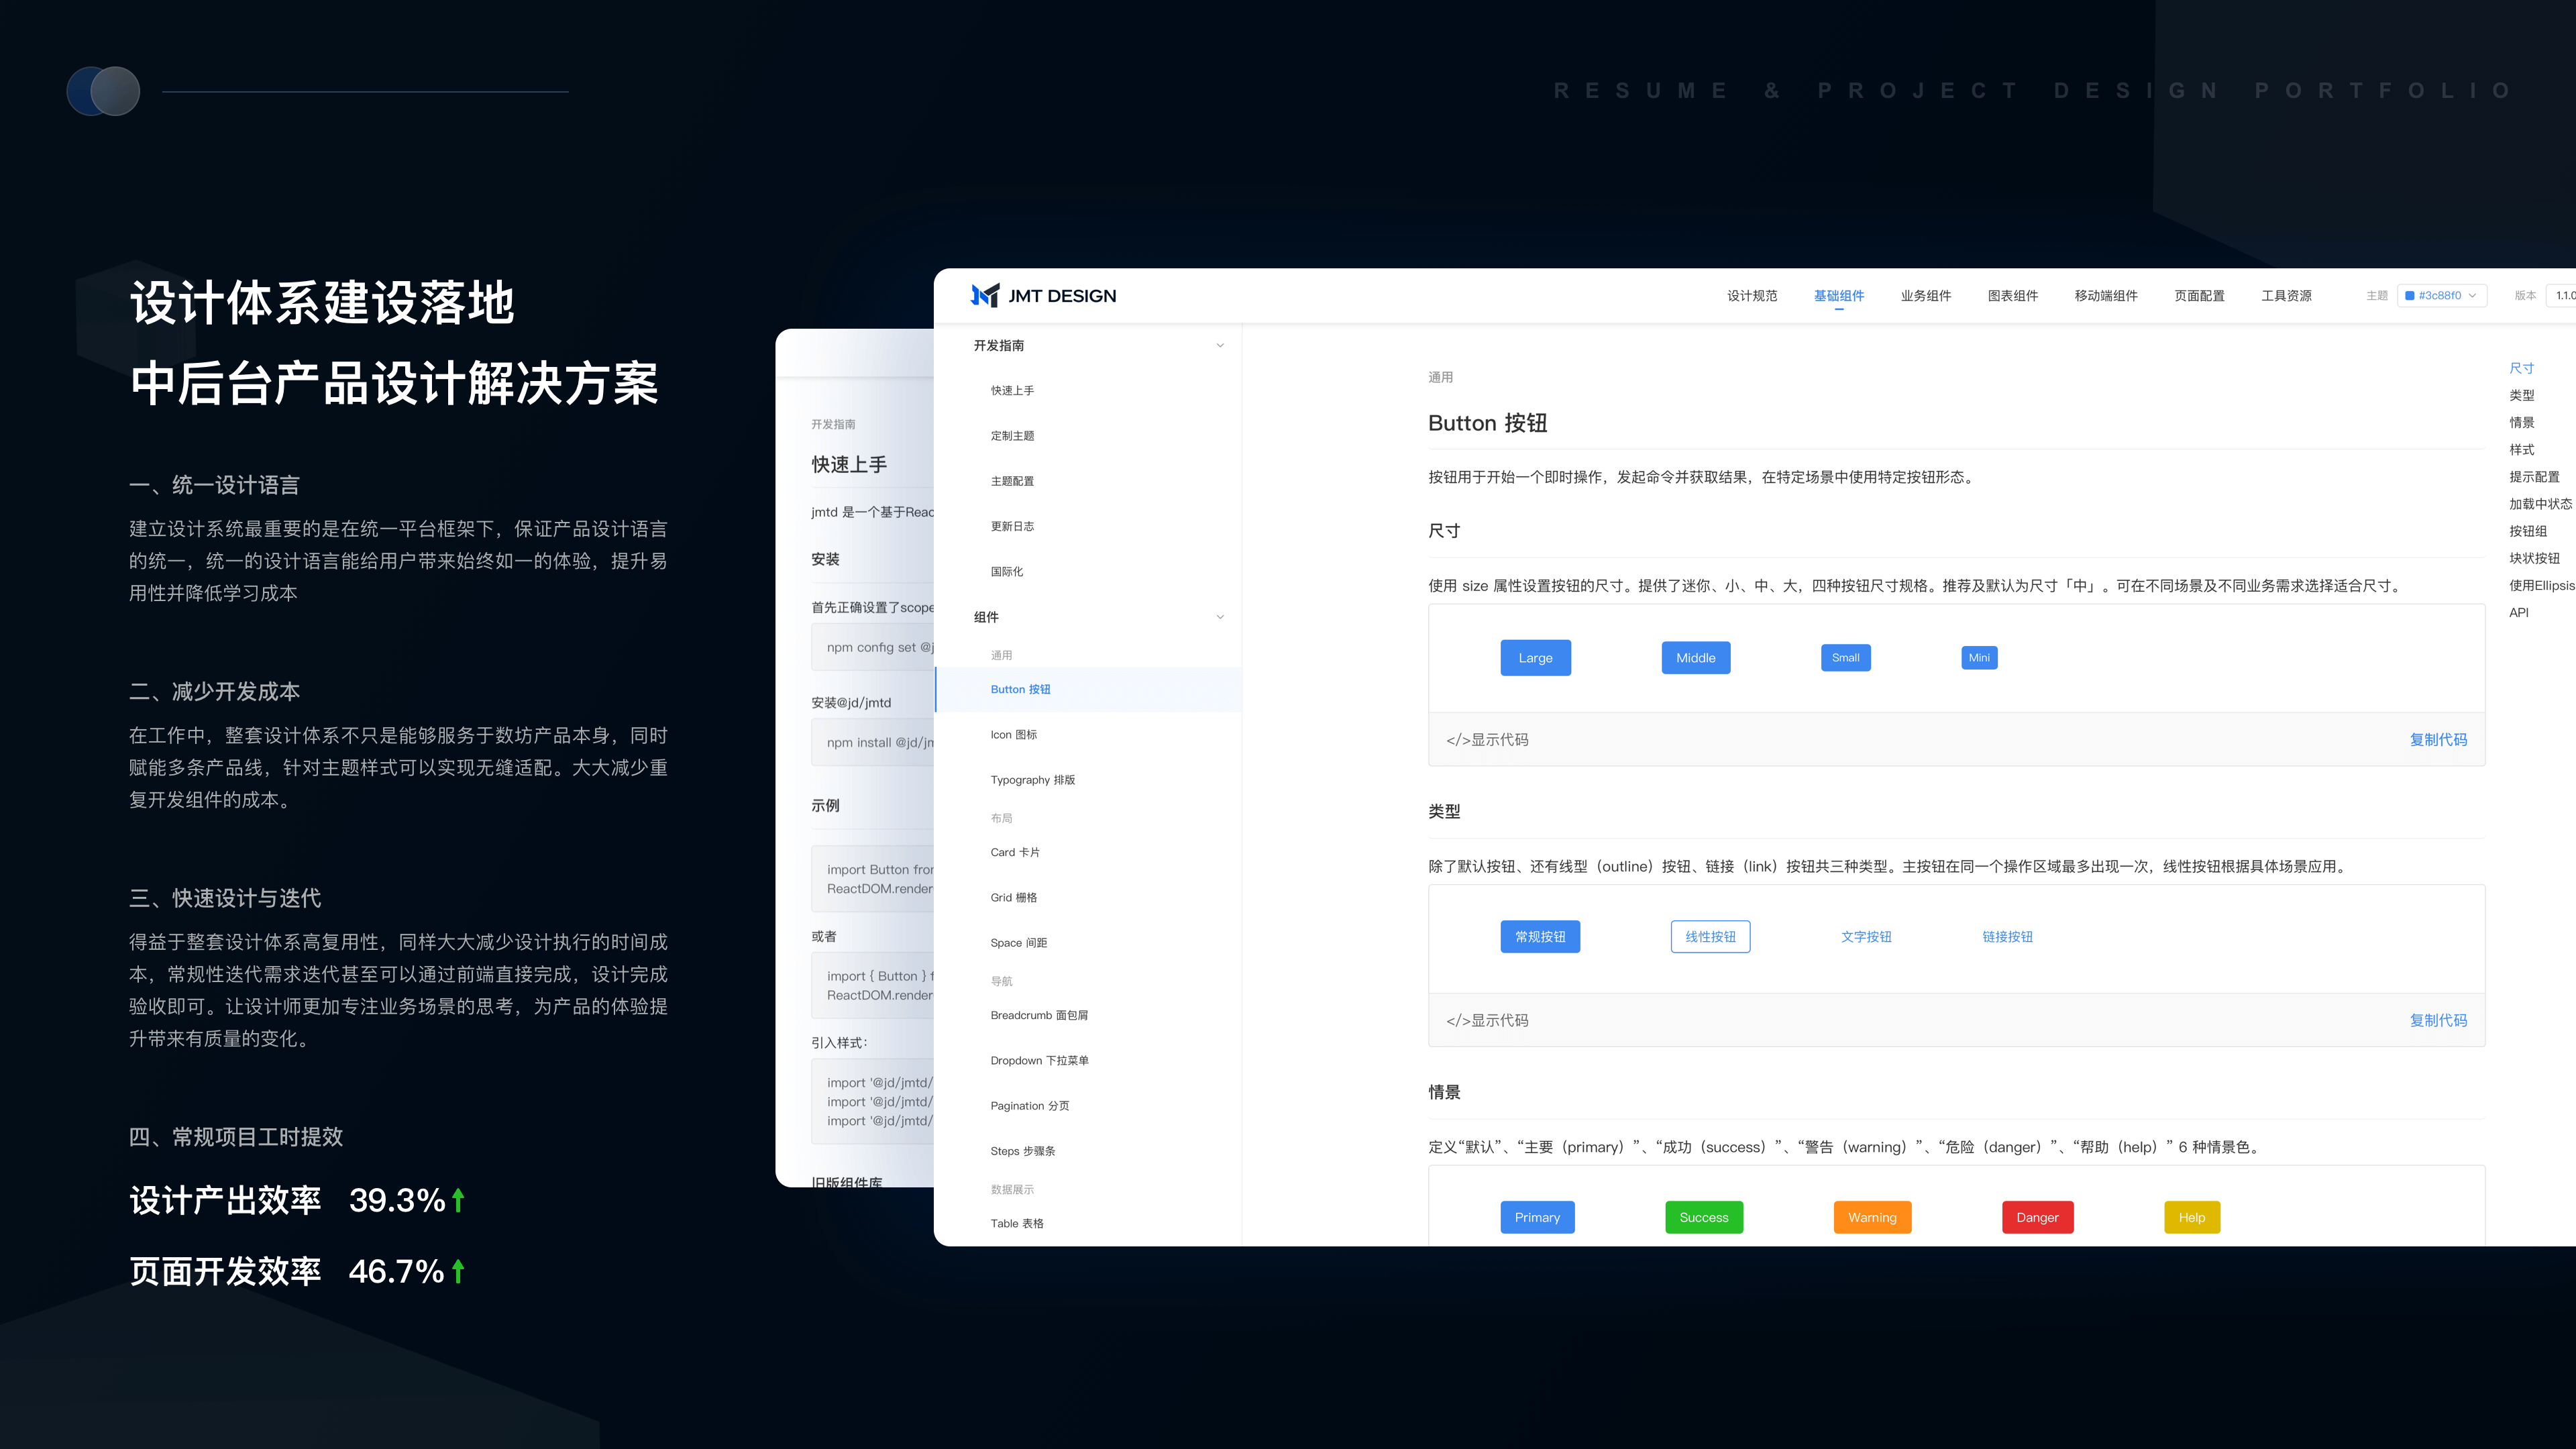 RESUME & PROJECT DESIGN PORTFOLIO
设计体系建设落地
中后台产品设计解决方案
一、统一设计语言
建立设计系统最重要的是在统一平台框架下，保证产品设计语言
的统一，统一的设计语言能给用户带来始终如一的体验，提升易
用性并降低学习成本
二、减少开发成本
在工作中，整套设计体系不只是能够服务于数坊产品本身，同时
赋能多条产品线，针对主题样式可以实现无缝适配。大大减少重
复开发组件的成本。
三、快速设计与迭代
得益于整套设计体系高复用性，同样大大减少设计执行的时间成
本，常规性迭代需求迭代甚至可以通过前端直接完成，设计完成
验收即可。让设计师更加专注业务场景的思考，为产品的体验提
升带来有质量的变化。
四、常规项目工时提效
设计产出效率 39.3%
页面开发效率 46.7%
开发指南
快速上手
jmtd 是一个基于Reac
安装
首先正确设置了scope
npm config set @j
安装@jd/jmtd
npm install @jd/jm
示例
import Button fror
ReactDOM.render
或者
import { Button } f
ReactDOM.render
引入样式：
import '@jd/jmtd/
import '@jd/jmtd/
import '@jd/jmtd/
旧版组件库
JMT DESIGN
设计规范 基础组件 业务组件 图表组件 移动端组件 页面配置 工具资源 主题 #3c88f0 版本 1.1.0
开发指南
快速上手
定制主题
主题配置
更新日志
国际化
组件
通用
Button 按钮
Icon 图标
Typography 排版
布局
Card 卡片
Grid 栅格
Space 间距
导航
Breadcrumb 面包屑
Dropdown 下拉菜单
Pagination 分页
Steps 步骤条
数据展示
Table 表格
通用
Button 按钮
按钮用于开始一个即时操作，发起命令并获取结果，在特定场景中使用特定按钮形态。
尺寸
使用 size 属性设置按钮的尺寸。提供了迷你、小、中、大，四种按钮尺寸规格。推荐及默认为尺寸「中」。可在不同场景及不同业务需求选择适合尺寸。
Large Middle Small Mini
</>显示代码 复制代码
类型
除了默认按钮、还有线型（outline）按钮、链接（link）按钮共三种类型。主按钮在同一个操作区域最多出现一次，线性按钮根据具体场景应用。
常规按钮 线性按钮 文字按钮 链接按钮
</>显示代码 复制代码
情景
定义“默认”、“主要（primary）”、“成功（success）”、“警告（warning）”、“危险（danger）”、“帮助（help）” 6 种情景色。
Primary Success Warning Danger Help
尺寸
类型
情景
样式
提示配置
加载中状态
按钮组
块状按钮
使用Ellipsis
API